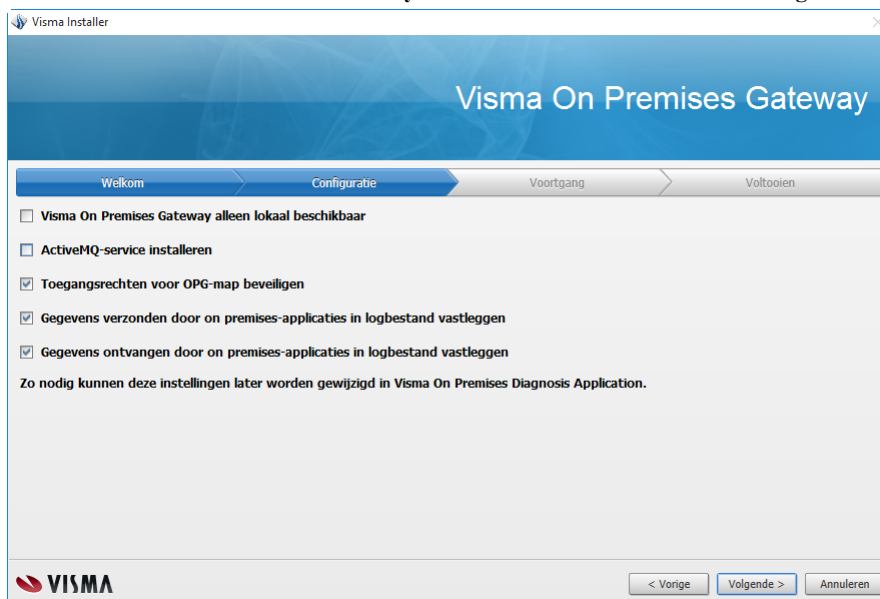 Visma Installer
Visma On Premises Gateway
Welkom
Configuratie
Voortgang
Voltooien
Visma On Premises Gateway alleen lokaal beschikbaar
ActiveMQ-service installeren
Toegangsrechten voor OPG-map beveiligen
Gegevens verzonden door on premises-applicaties in logbestand vastleggen
Gegevens ontvangen door on premises-applicaties in logbestand vastleggen
Zo nodig kunnen deze instellingen later worden gewijzigd in Visma On Premises Diagnosis Application.
VISMA
< Vorige
Volgende >
Annuleren